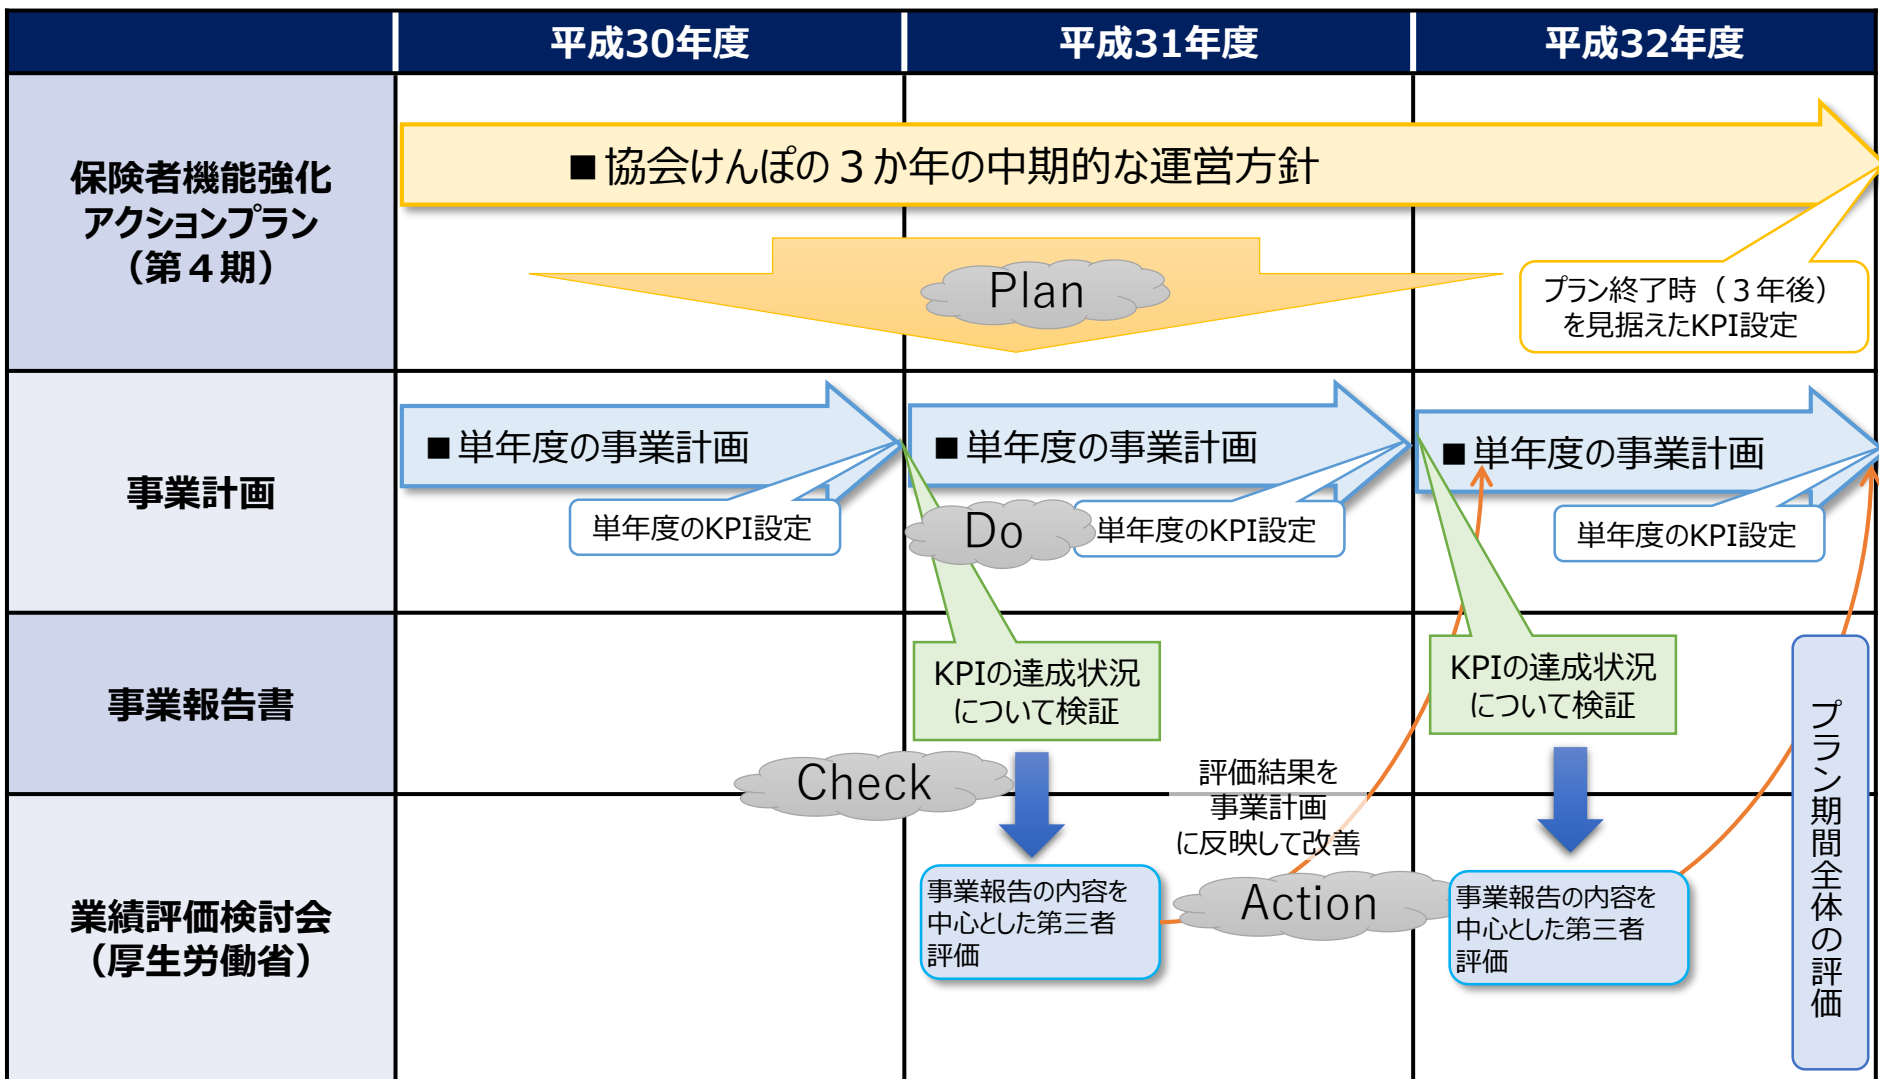 平成30年度
平成31年度
平成32年度
保険者機能強化
アクションプラン
（第４期）
■協会けんぽの３か年の中期的な運営方針
Plan
プラン終了時（３年後）
を見据えたKPI設定
事業計画
■単年度の事業計画
単年度のKPI設定
■単年度の事業計画
Do
単年度のKPI設定
■単年度の事業計画
単年度のKPI設定
事業報告書
KPIの達成状況
について検証
KPIの達成状況
について検証
Check
評価結果を
事業計画
に反映して改善
プラン期間全体の評価
業績評価検討会
（厚生労働省）
事業報告の内容を
中心とした第三者
評価
Action
事業報告の内容を
中心とした第三者
評価